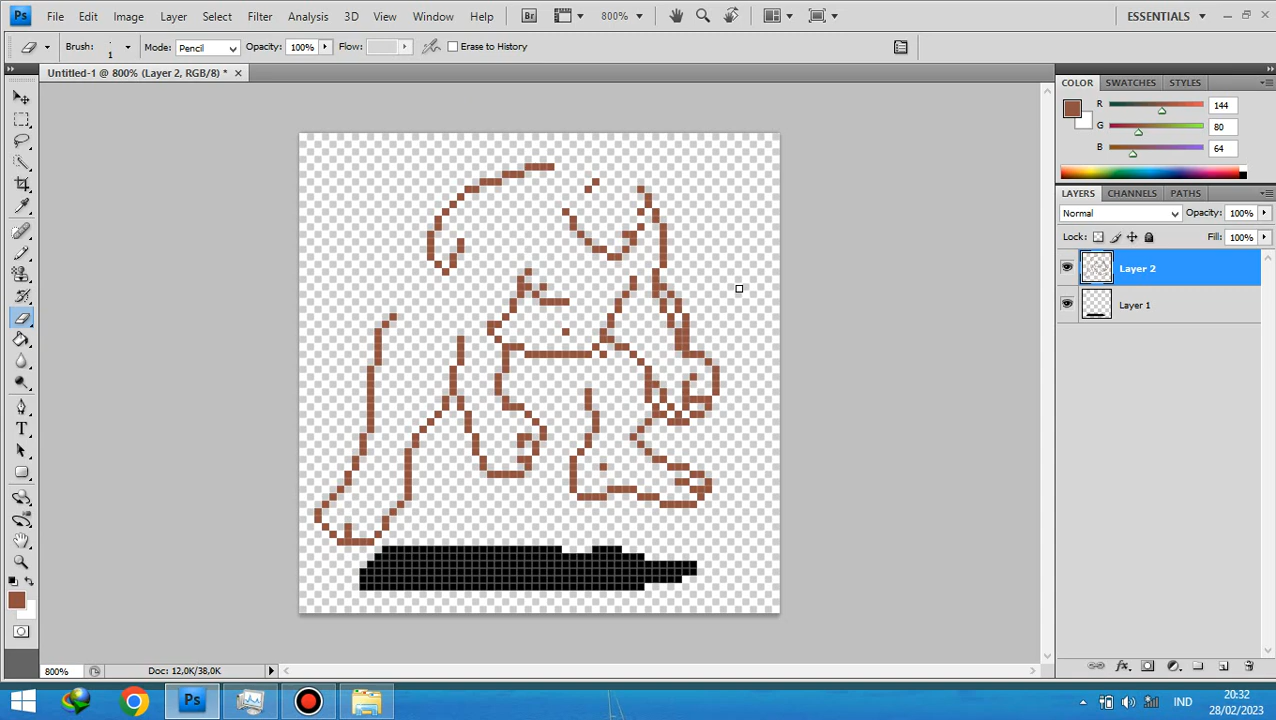 Ps File Edit Image Layer Select Filter Analysis 3D View Window Help Br 800% ESSENTIALS
Brush: 1 Mode: Pencil Opacity: 100% Flow: Erase to History
Untitled-1 @ 800% (Layer 2, RGB/8) *
COLOR SWATCHES STYLES
R 144
G 80
B 64
LAYERS CHANNELS PATHS
Normal Opacity: 100%
Lock: Fill: 100%
Layer 2
Layer 1
T
fx
800% Doc: 12,0K/38,0K
Ps IND 20:32
28/02/2023